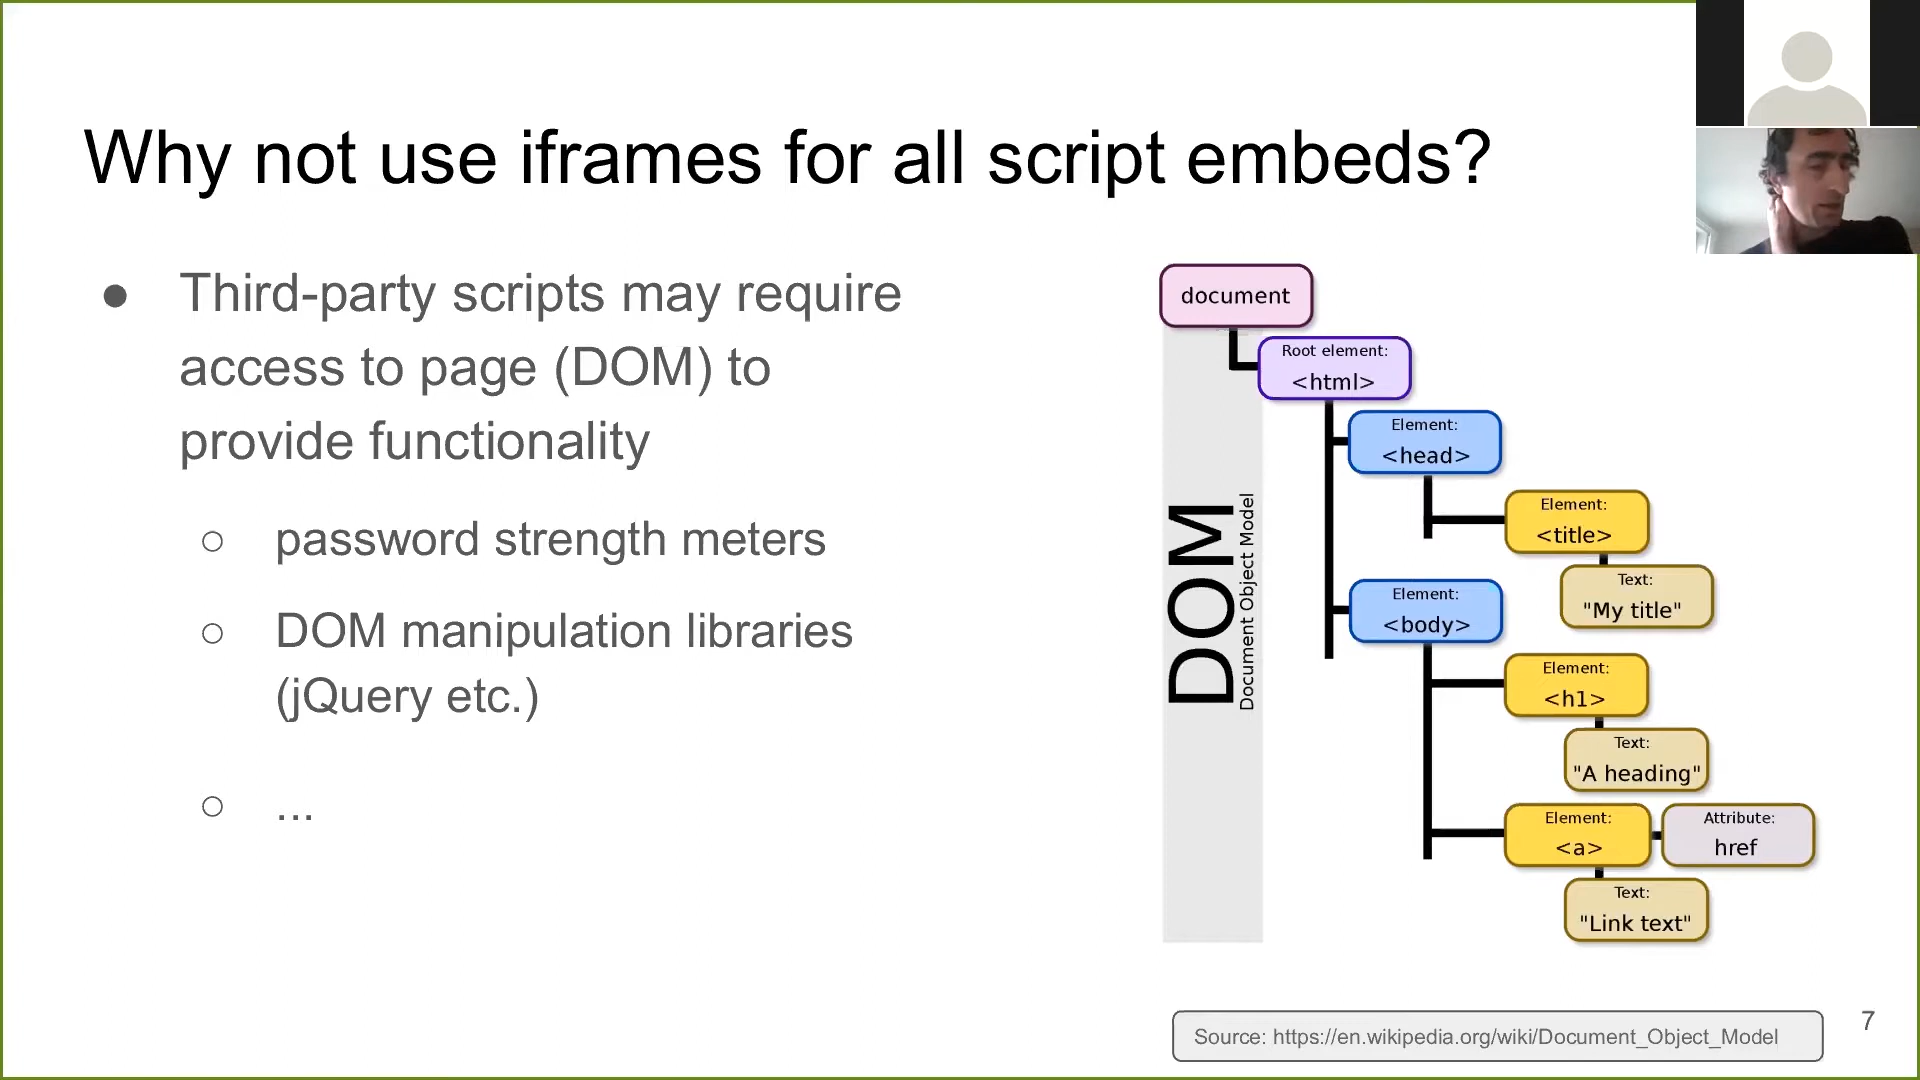 Why not use iframes for all script embeds?
● Third-party scripts may require
access to page (DOM) to
provide functionality
○ password strength meters
○ DOM manipulation libraries
(jQuery etc.)
○ ...
DOM
Document Object Model
document
Root element:
<html>
Element:
<head>
Element:
<title>
Text:
"My title"
Element:
<body>
Element:
<h1>
Text:
"A heading"
Element:
<a>
Attribute:
href
Text:
"Link text"
Source: https://en.wikipedia.org/wiki/Document_Object_Model
7